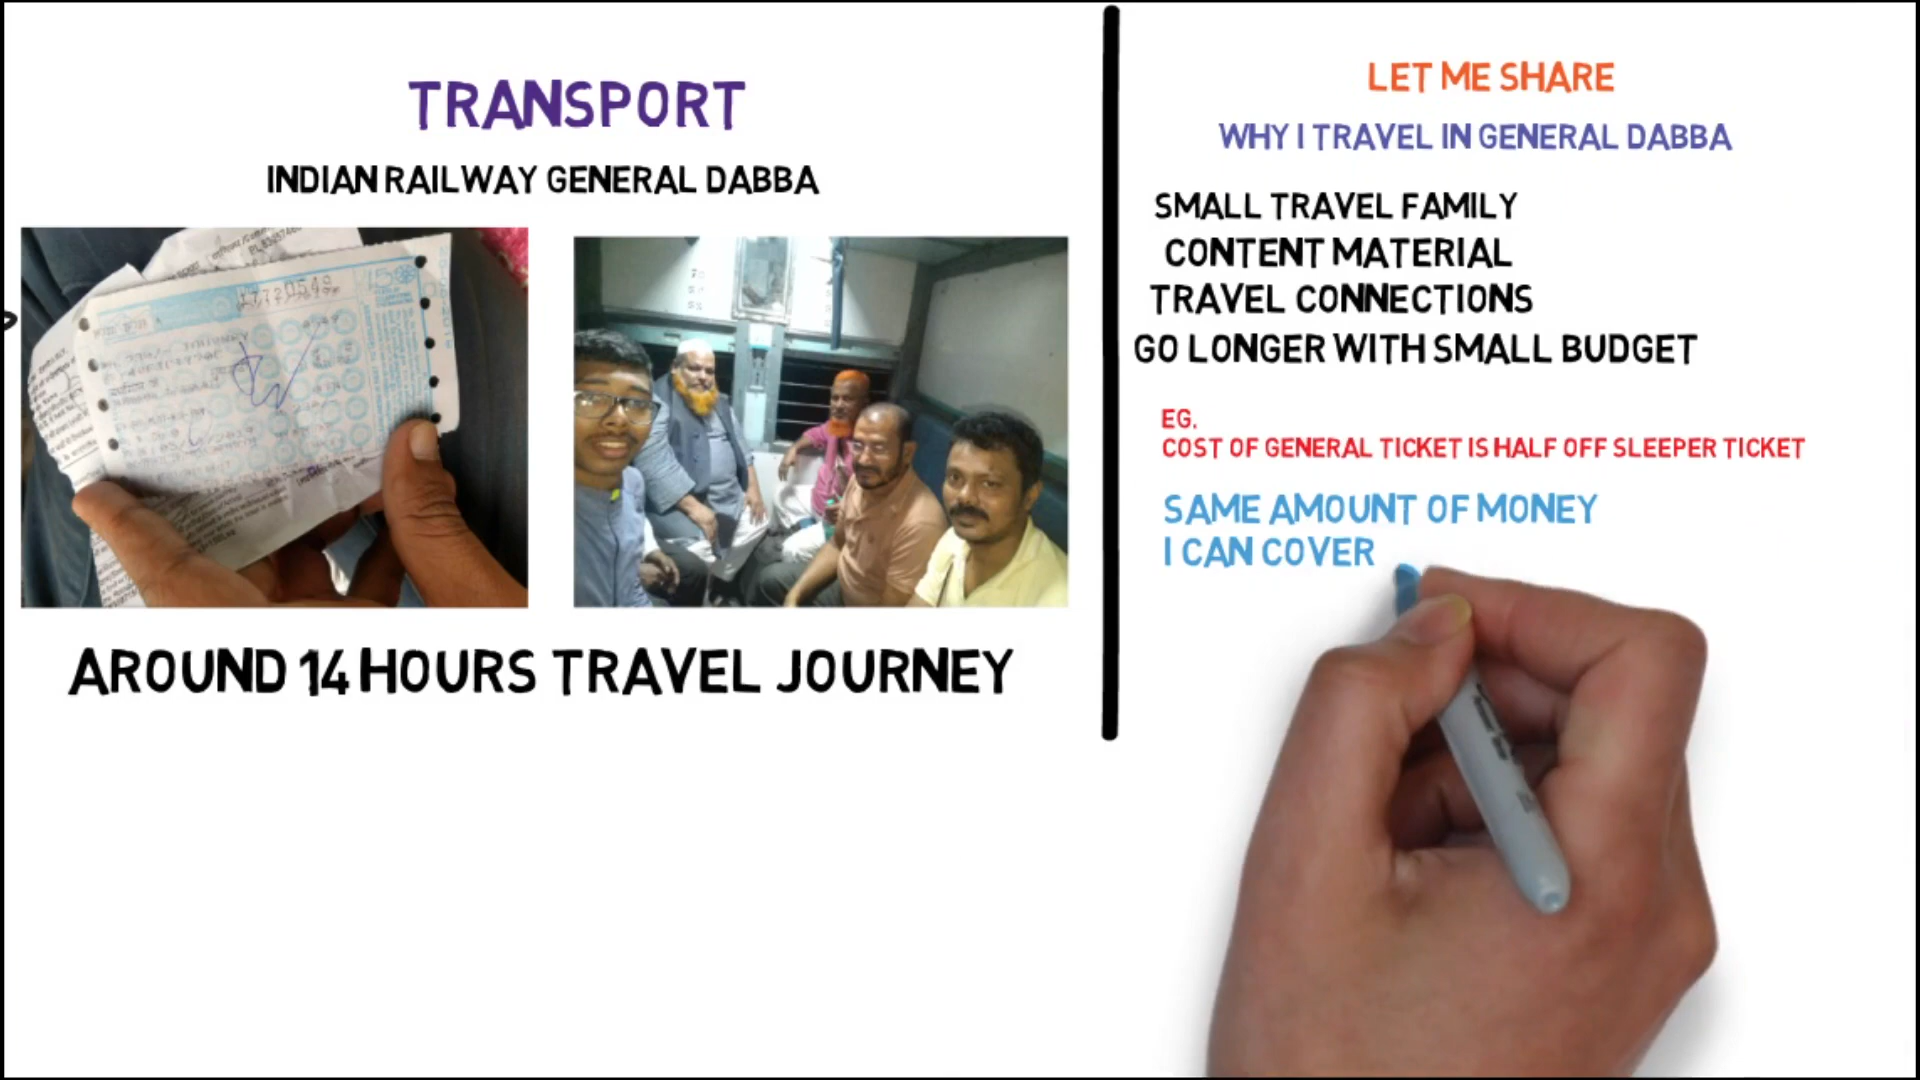 TRANSPORT
INDIAN RAILWAY GENERAL DABBA
AROUND 14 HOURS TRAVEL JOURNEY
LET ME SHARE
WHY I TRAVEL IN GENERAL DABBA
SMALL TRAVEL FAMILY
CONTENT MATERIAL
TRAVEL CONNECTIONS
GO LONGER WITH SMALL BUDGET
EG.
COST OF GENERAL TICKET IS HALF OFF SLEEPER TICKET
SAME AMOUNT OF MONEY
I CAN COVER